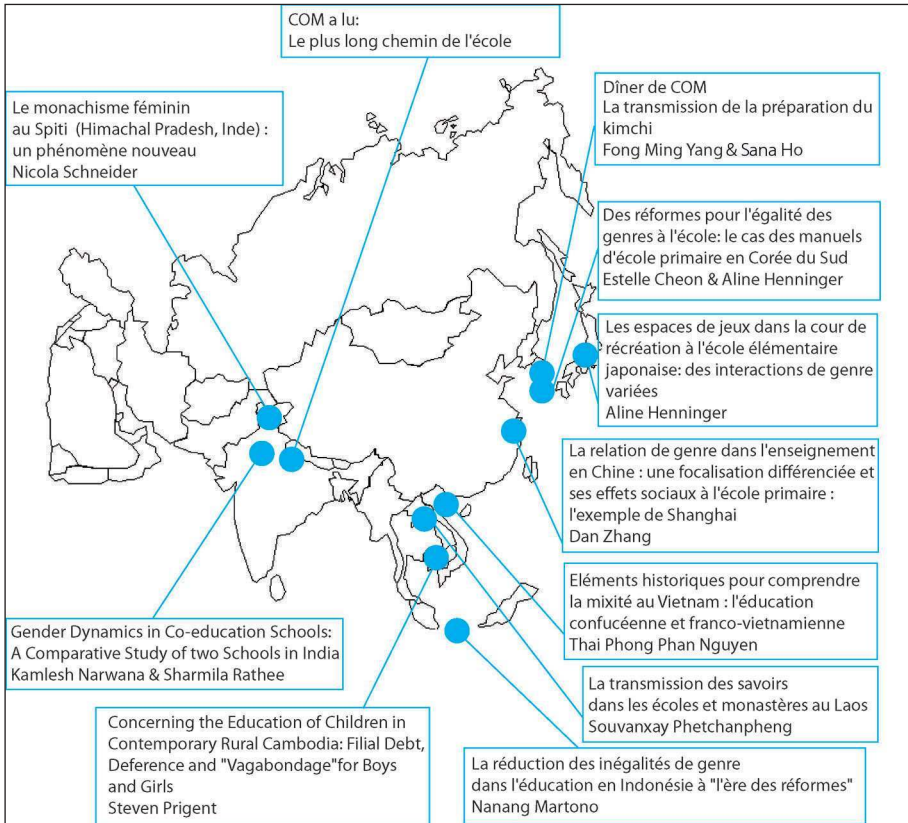 COM a lu:
Le plus long chemin de l'école
Le monachisme féminin
au Spiti (Himachal Pradesh, Inde) :
un phénomène nouveau
Nicola Schneider
Dîner de COM
La transmission de la préparation du
kimchi
Fong Ming Yang & Sana Ho
Des réformes pour l'égalité des
genres à l'école: le cas des manuels
d'école primaire en Corée du Sud
Estelle Cheon & Aline Henninger
Les espaces de jeux dans la cour de
récréation à l'école élémentaire
japonaise: des interactions de genre
variées
Aline Henninger
La relation de genre dans l'enseignement
en Chine : une focalisation différenciée et
ses effets sociaux à l'école primaire :
l'exemple de Shanghai
Dan Zhang
Eléments historiques pour comprendre
la mixité au Vietnam : l'éducation
confucéenne et franco-vietnamienne
Thai Phong Phan Nguyen
La transmission des savoirs
dans les écoles et monastères au Laos
Souvanxay Phetchanpheng
La réduction des inégalités de genre
dans l'éducation en Indonésie à "l'ère des réformes"
Nanang Martono
Gender Dynamics in Co-education Schools:
A Comparative Study of two Schools in India
Kamlesh Narwana & Sharmila Rathee
Concerning the Education of Children in
Contemporary Rural Cambodia: Filial Debt,
Deference and "Vagabondage"for Boys
and Girls
Steven Prigent